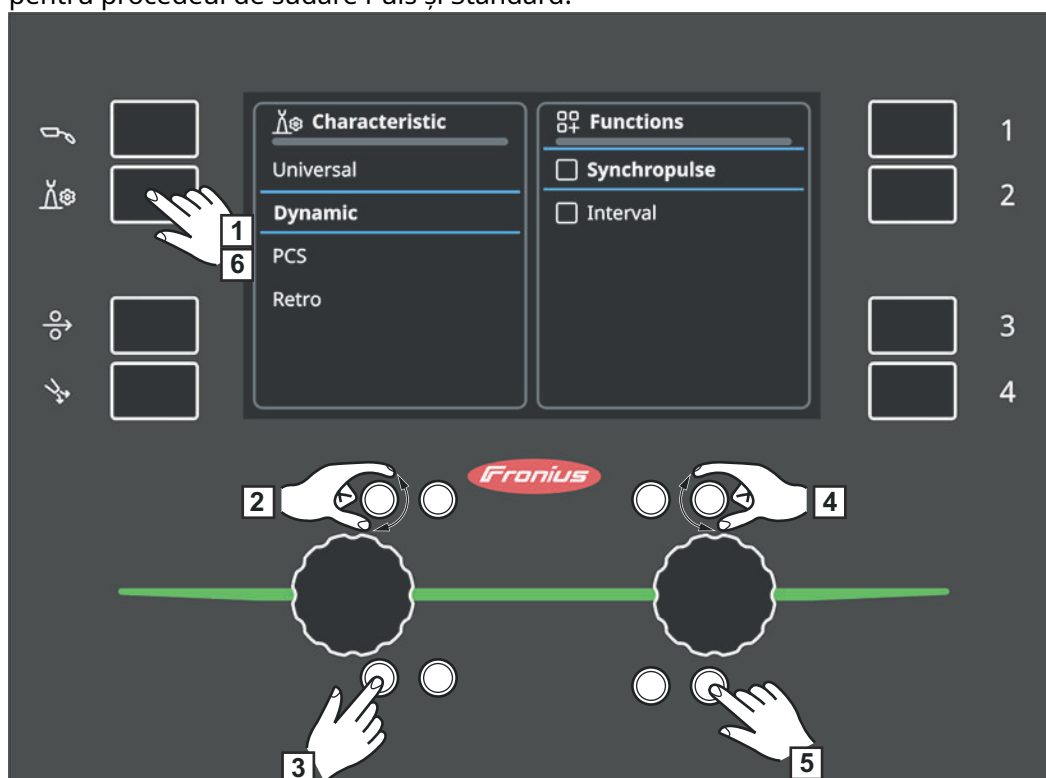 pentru procedeul de sudare Puls și Standard:
Characteristic
Universal
Dynamic
PCS
Retro
Functions
Synchropulse
Interval
1
2
3
4
1
6
Fronius
2
4
3
5